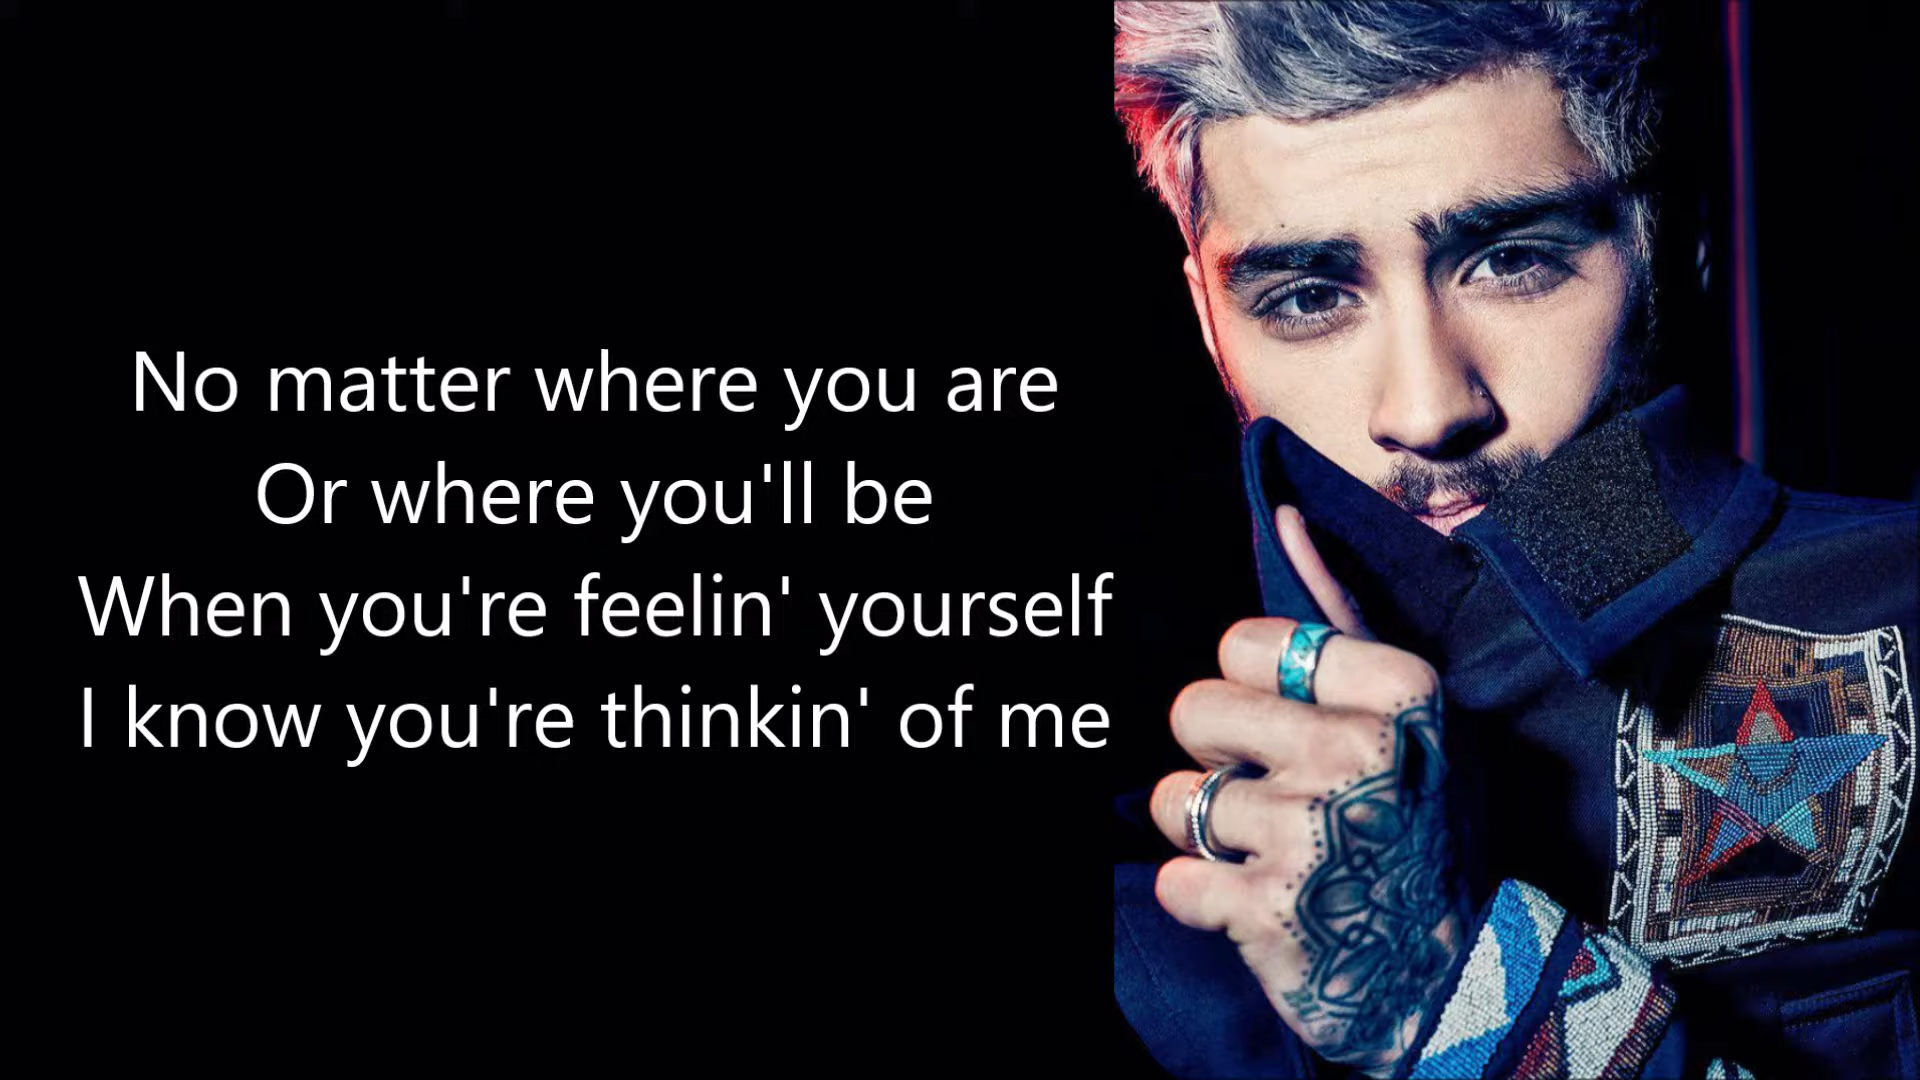 No matter where you are
Or where you'll be
When you're feelin' yourself
I know you're thinkin' of me